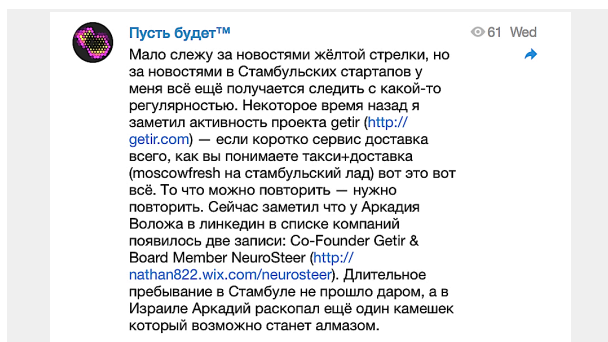 Пусть будет™ 61 Wed
Мало слежу за новостями жёлтой стрелки, но
за новостями в Стамбульских стартапов у
меня всё ещё получается следить с какой-то
регулярностью. Некоторое время назад я
заметил активность проекта getir (http://
getir.com) — если коротко сервис доставка
всего, как вы понимаете такси+доставка
(moscowfresh на стамбульский лад) вот это вот
всё. То что можно повторить — нужно
повторить. Сейчас заметил что у Аркадия
Воложа в линкедин в списке компаний
появилось две записи: Co-Founder Getir &
Board Member NeuroSteer (http://
nathan822.wix.com/neurosteer). Длительное
пребывание в Стамбуле не прошло даром, а в
Израиле Аркадий раскопал ещё один камешек
который возможно станет алмазом.